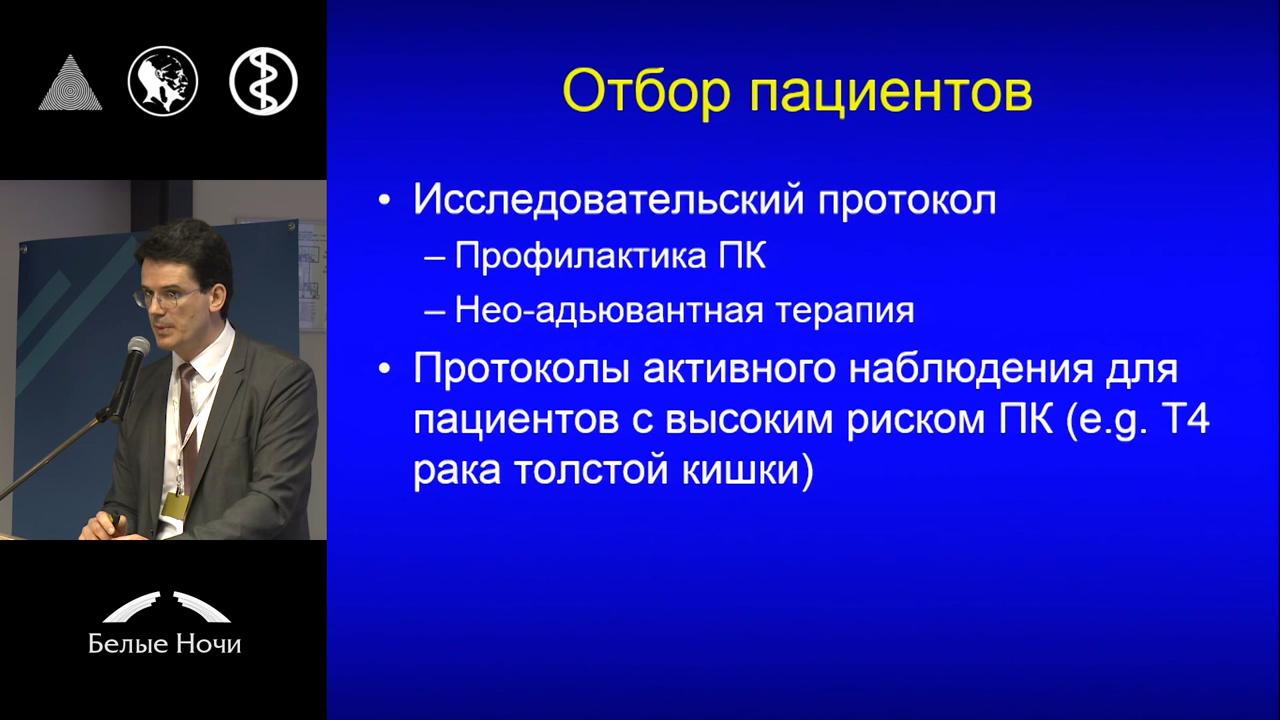 Отбор пациентов
• Исследовательский протокол
– Профилактика ПК
– Нео-адьювантная терапия
• Протоколы активного наблюдения для
пациентов с высоким риском ПК (e.g. T4
рака толстой кишки)
Белые Ночи